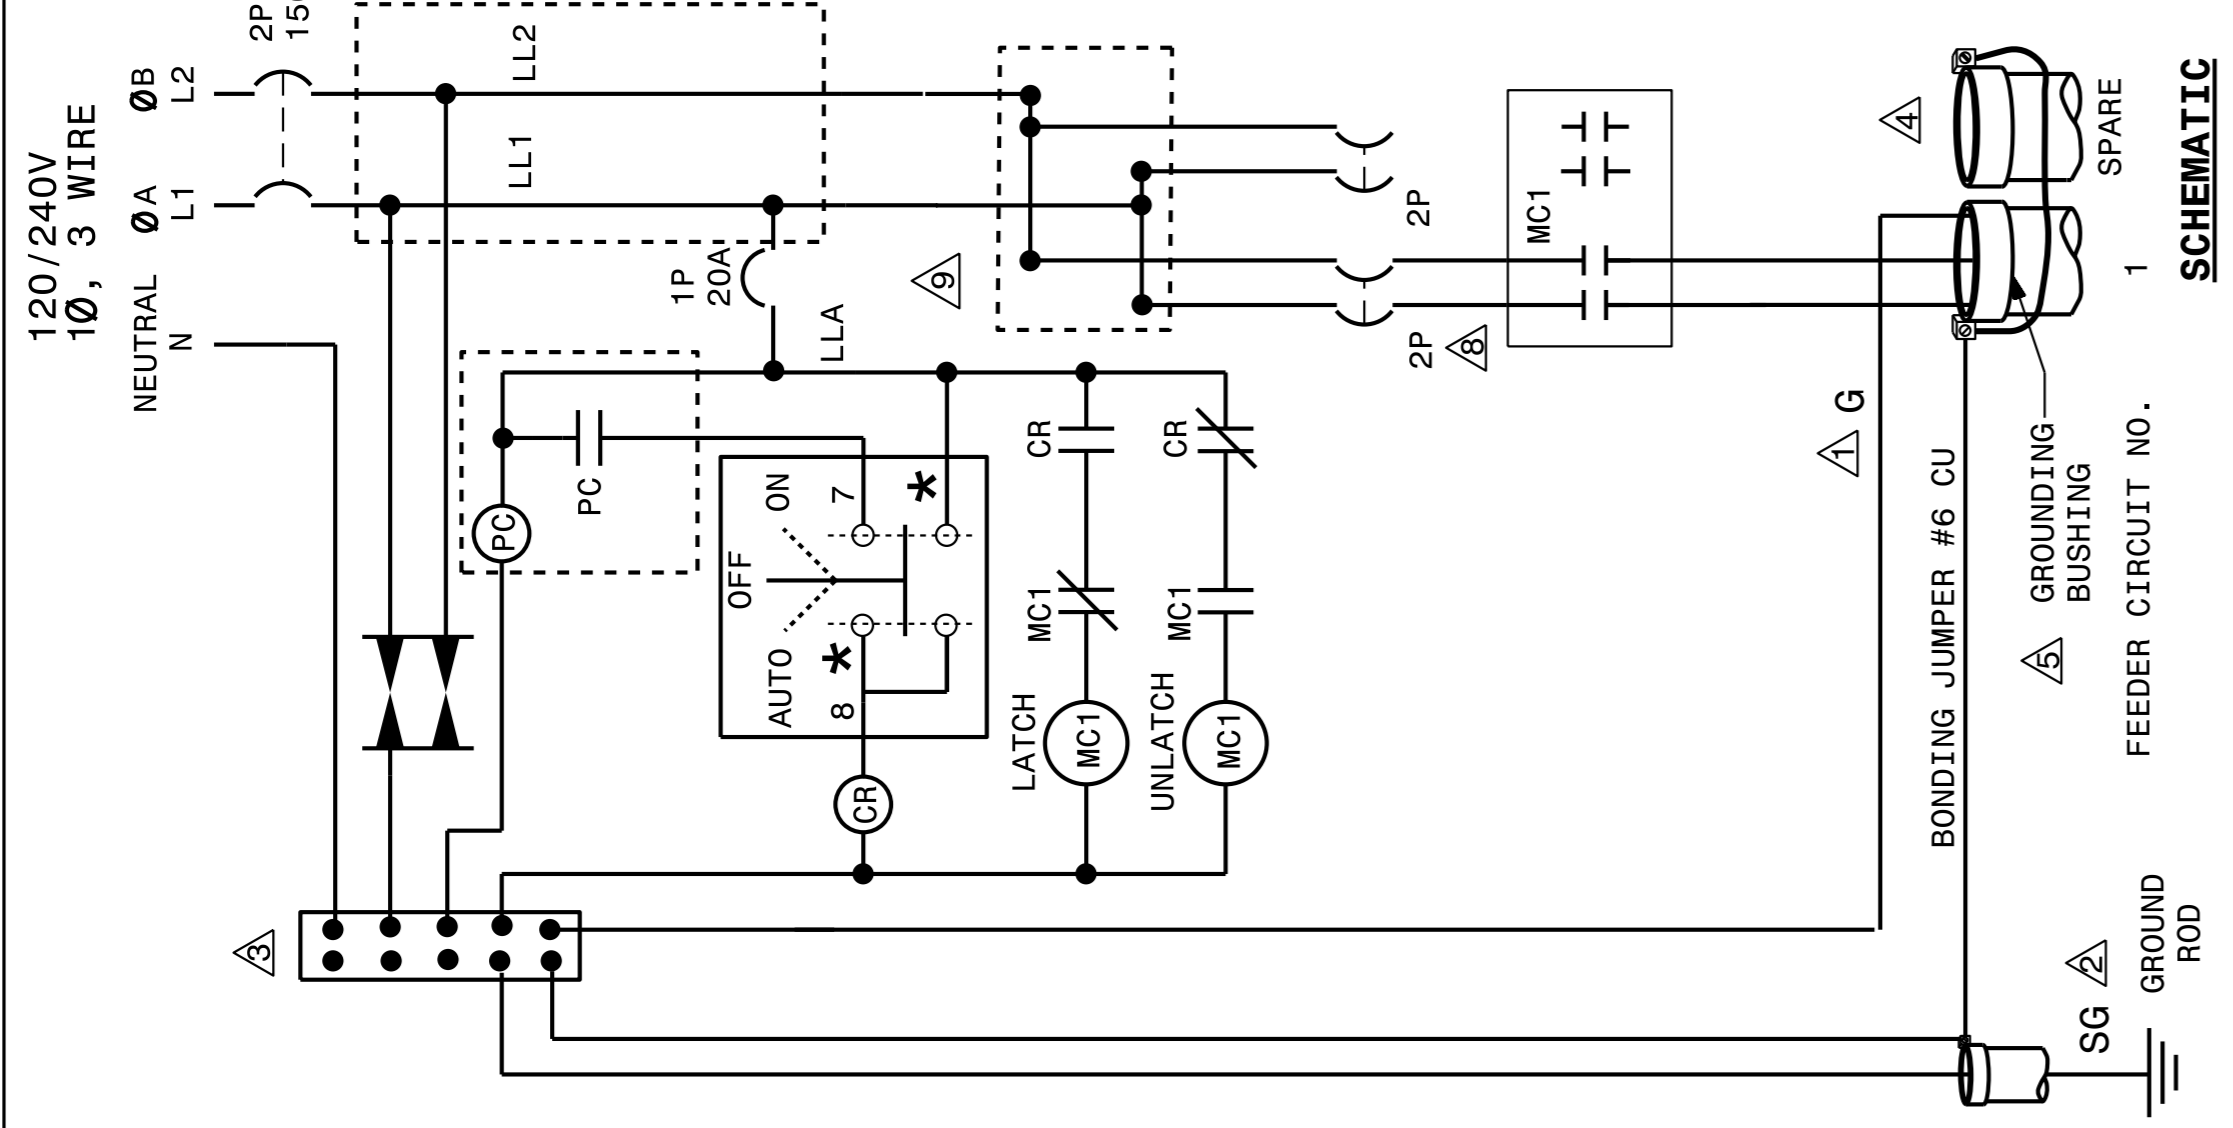 120/240V
1Ø, 3 WIRE
NEUTRAL
N
ØA
L1
ØB
L2
2P
LL2
LL1
1P
20A
LLA
9
PC
PC
OFF
ON
AUTO
7
*
*
8
CR
CR
CR
MC1
MC1
LATCH
MC1
UNLATCH
MC1
3
2P
2P
8
MC1
1
G
BONDING JUMPER #6 CU
4
SPARE
1
GROUNDING
BUSHING
5
FEEDER CIRCUIT NO.
SG
2
GROUND
ROD
SCHEMATIC